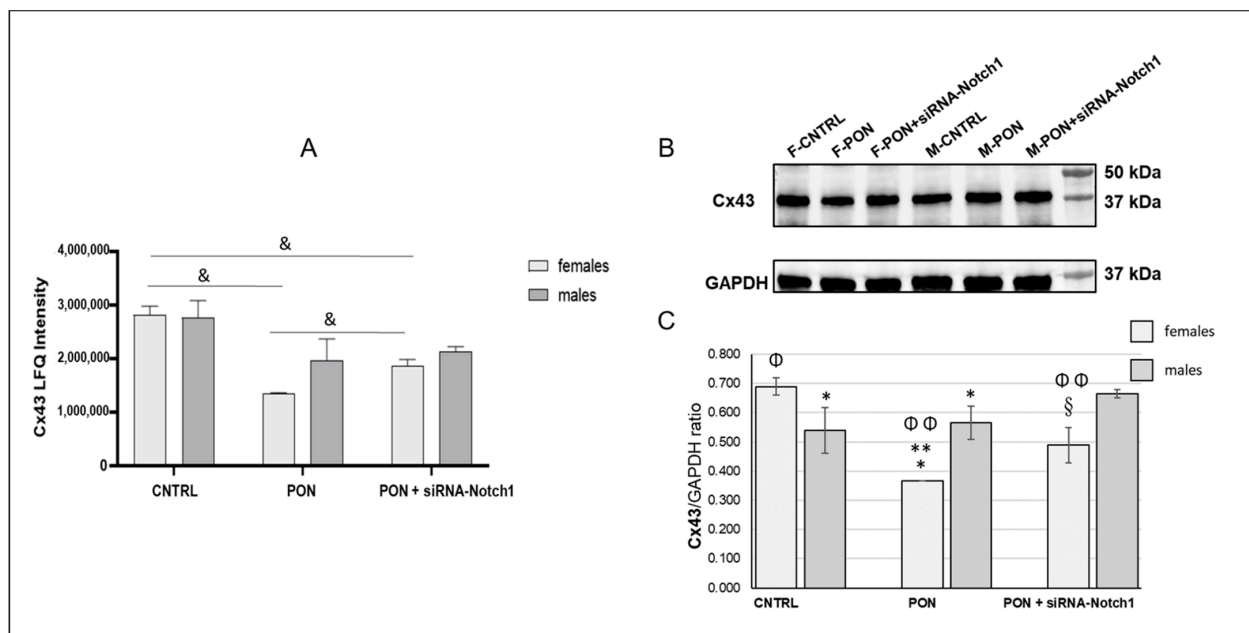 A
4,000,000
3,000,000
2,000,000
1,000,000
0
Cx43 LFQ Intensity
&
&
&
females
males
CNTRL
PON
PON + siRNA-Notch1
B
F-CNTRL
F-PON
F-PON+siRNA-Notch1
M-CNTRL
M-PON
M-PON+siRNA-Notch1
Cx43
50 kDa
37 kDa
GAPDH
37 kDa
C
females
males
0.800
0.700
0.600
0.500
0.400
0.300
0.200
0.100
0.000
Cx43/GAPDH ratio
Φ
*
Φ Φ
**
*
*
Φ Φ
§
CNTRL
PON
PON + siRNA-Notch1